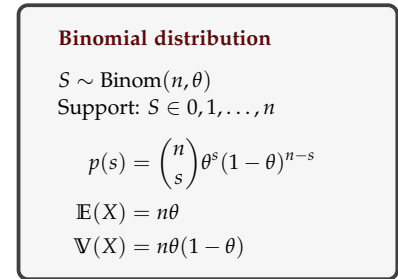 Binomial distribution
S ∼ Binom(n, θ)
Support: S ∈ 0, 1, . . . , n
p(s) = (n s) θ^s (1 − θ)^{n−s}
𝔼(X) = nθ
𝕍(X) = nθ(1 − θ)